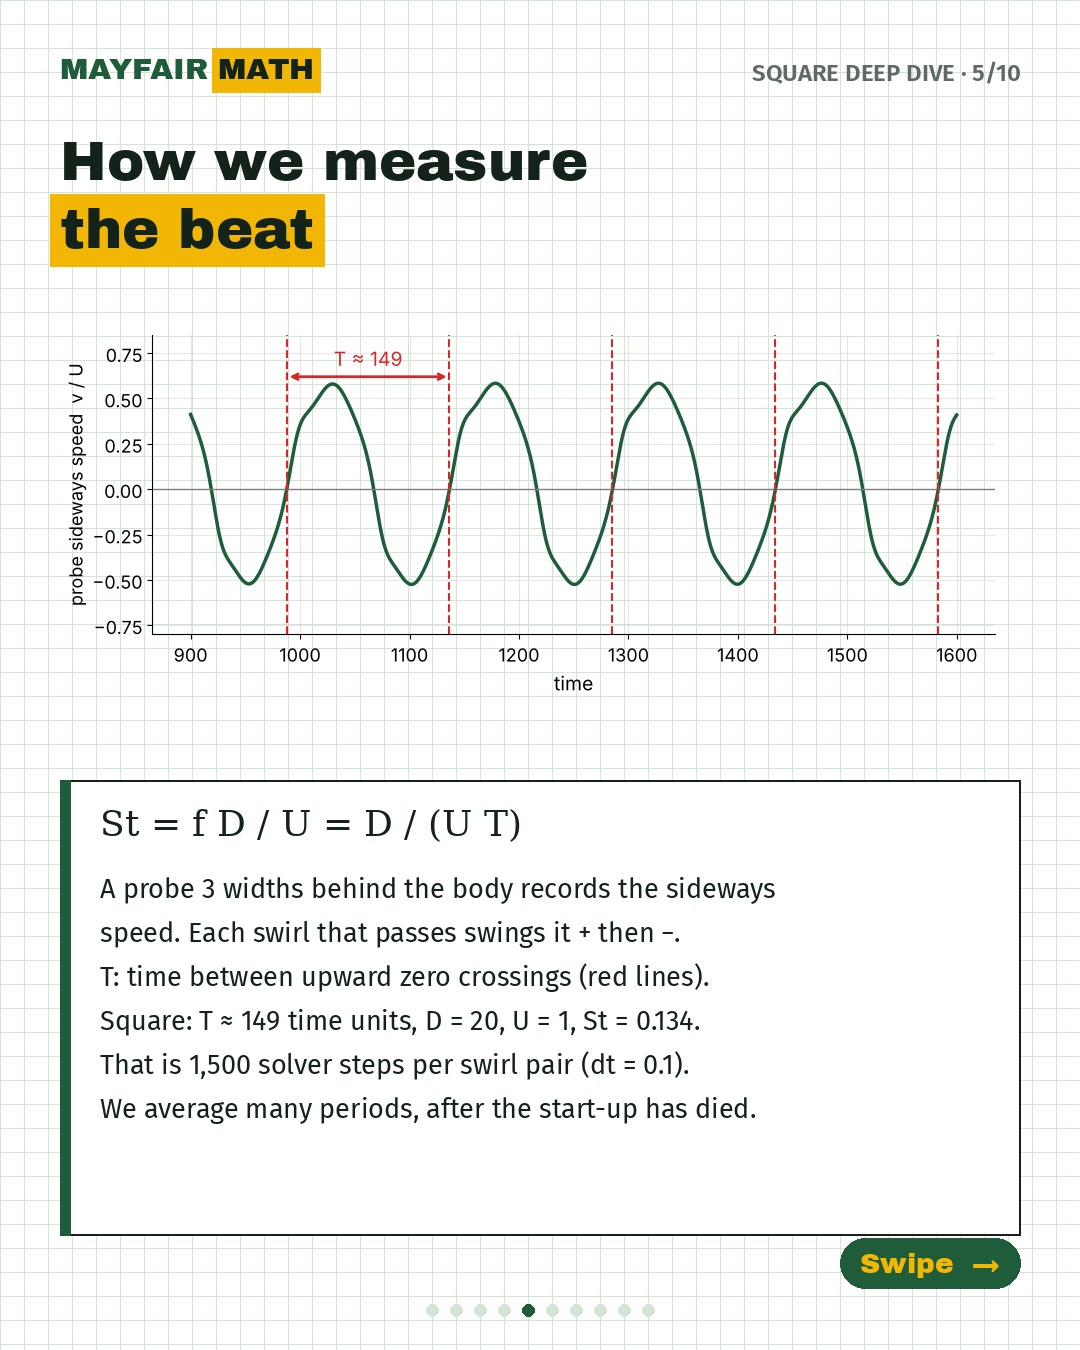 MAYFAIR MATH
SQUARE DEEP DIVE · 5/10
How we measure
the beat
T ≈ 149
probe sideways speed v / U
0.75
0.50
0.25
0.00
−0.25
−0.50
−0.75
900 1000 1100 1200 1300 1400 1500 1600
time
St = f D / U = D / (U T)
A probe 3 widths behind the body records the sideways
speed. Each swirl that passes swings it + then −.
T: time between upward zero crossings (red lines).
Square: T ≈ 149 time units, D = 20, U = 1, St = 0.134.
That is 1,500 solver steps per swirl pair (dt = 0.1).
We average many periods, after the start-up has died.
Swipe →